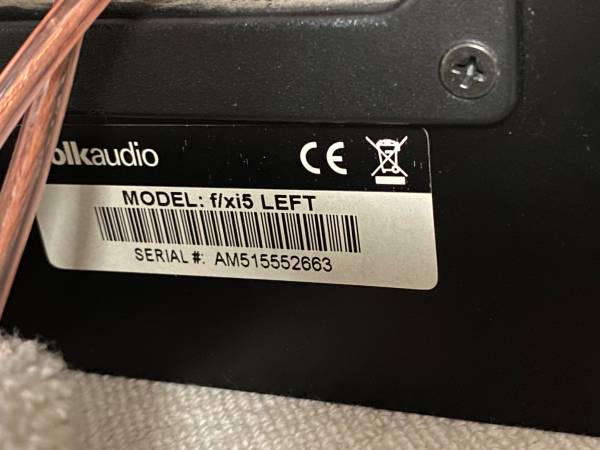 olkaudio
CE
MODEL: f/xi5 LEFT
SERIAL #: AM515552663